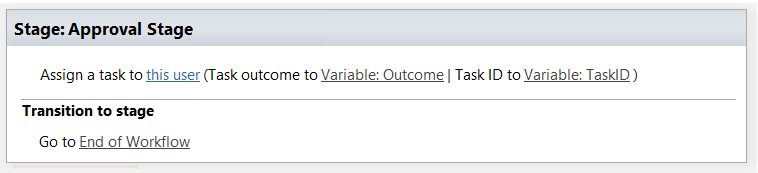 Stage: Approval Stage
Assign a task to this user (Task outcome to Variable: Outcome | Task ID to Variable: TaskID )
Transition to stage
Go to End of Workflow